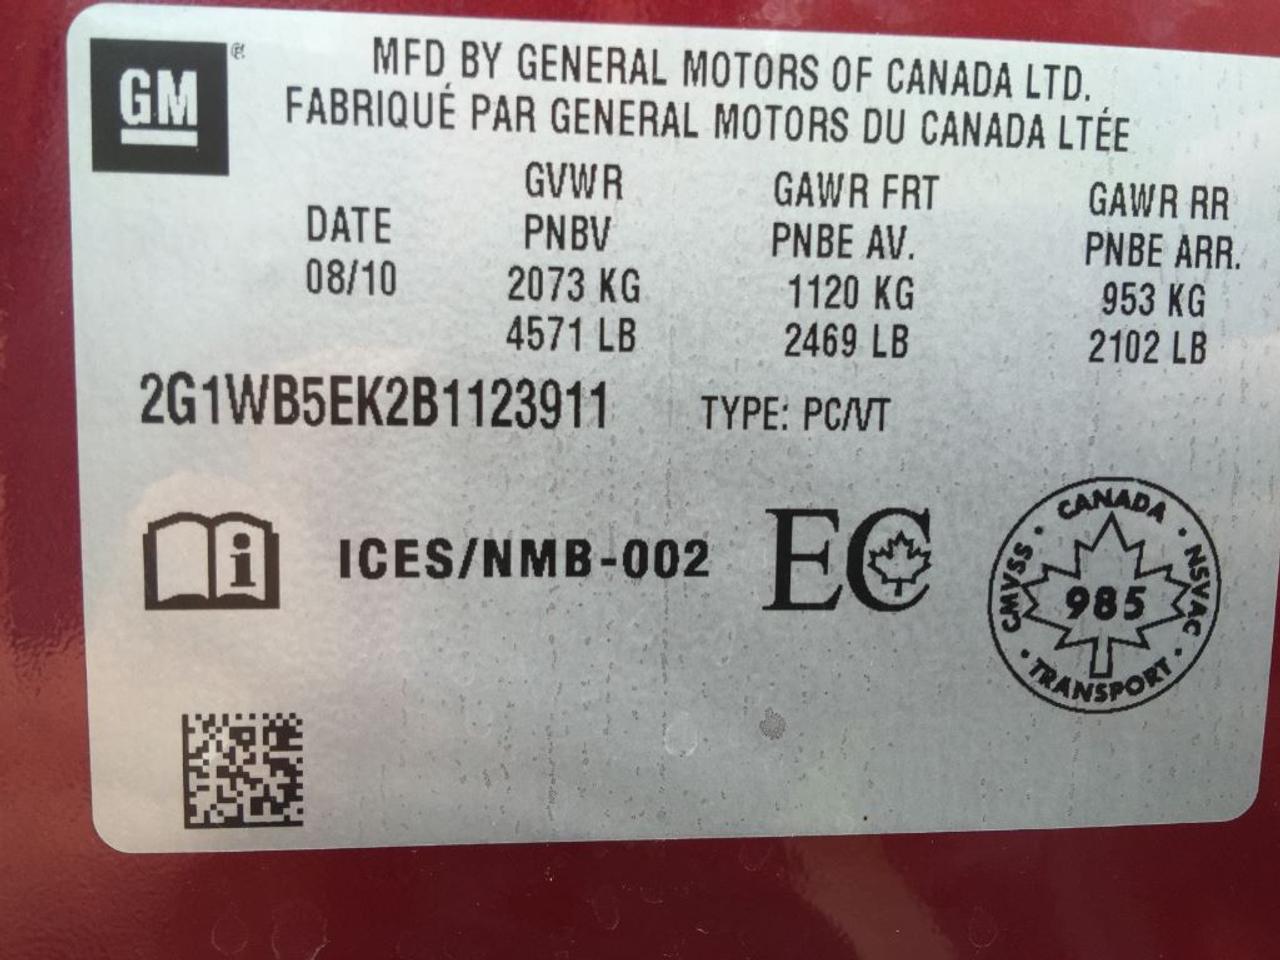 GM®
MFD BY GENERAL MOTORS OF CANADA LTD.
FABRIQUÉ PAR GENERAL MOTORS DU CANADA LTÉE
DATE
08/10
GVWR
PNBV
2073 KG
4571 LB
GAWR FRT
PNBE AV.
1120 KG
2469 LB
GAWR RR
PNBE ARR.
953 KG
2102 LB
2G1WB5EK2B1123911 TYPE: PC/VT
i ICES/NMB-002 EC
CANADA · NSVAC · TRANSPORT · CMVSS ·
985